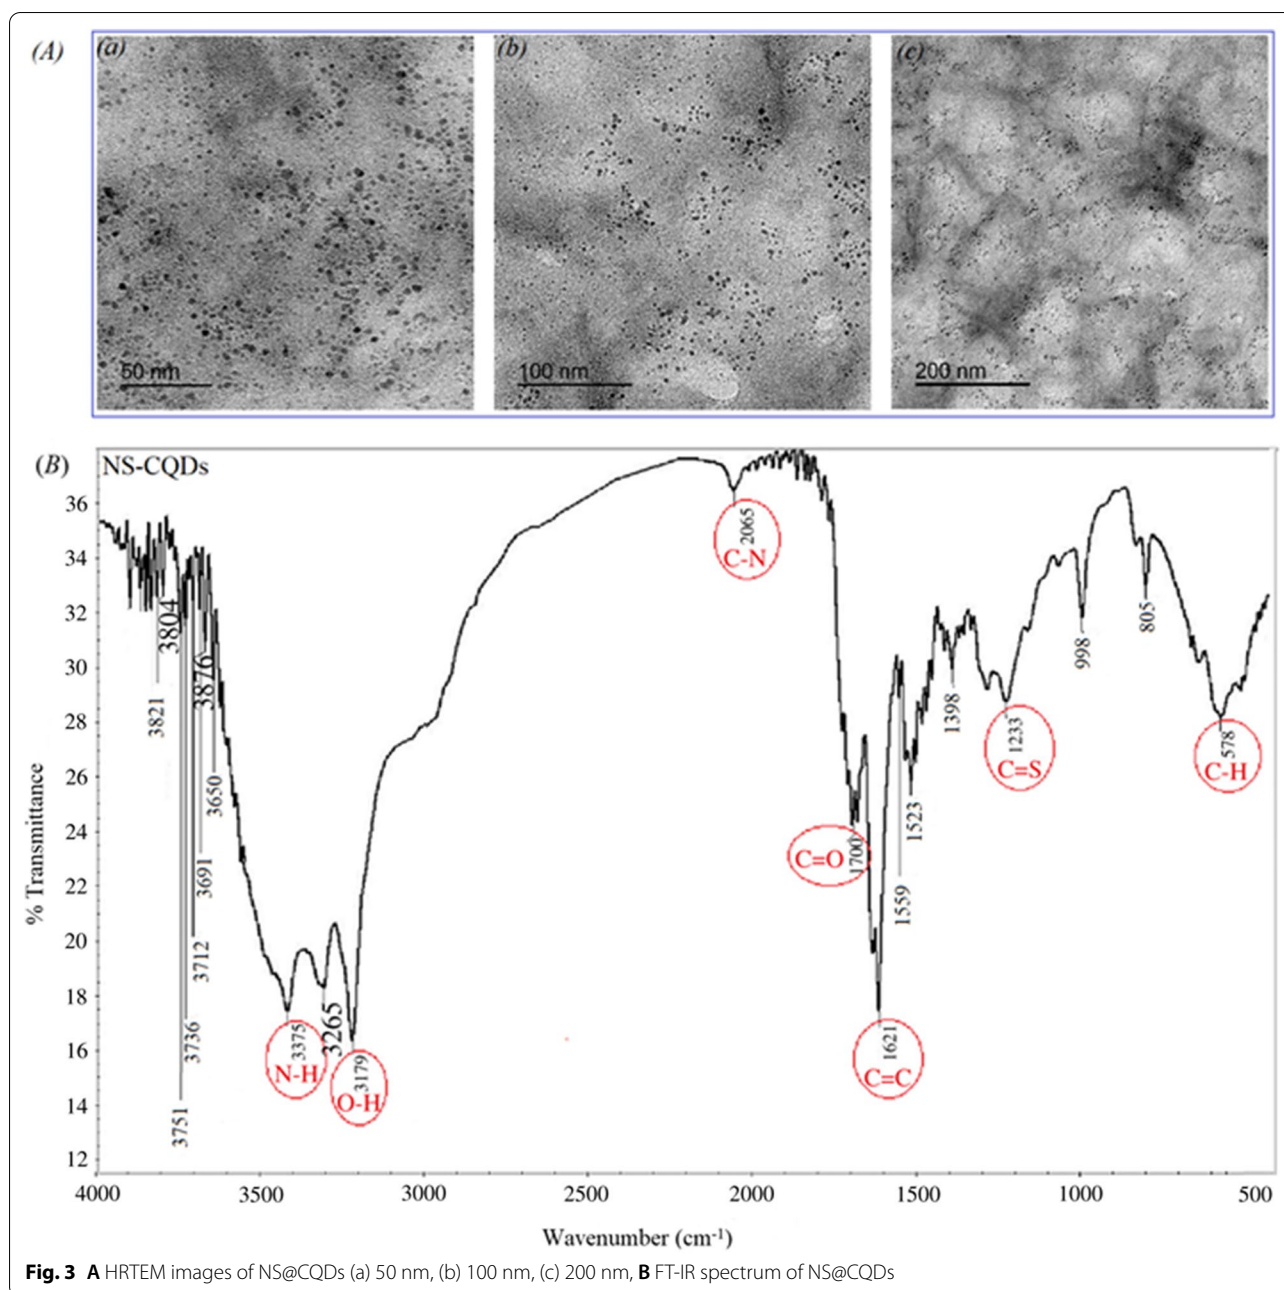 (A)
(a)
(b)
(c)
50 nm
100 nm
200 nm
(B)
NS-CQDs
% Transmittance
36
34
32
30
28
26
24
22
20
18
16
14
12
3821
3804
3876
3650
3691
3712
3736
3751
3375
N-H
3265
3179
O-H
2065
C-N
C=O
1700
1621
C=C
1559
1523
1398
1233
C=S
998
805
578
C-H
4000 3500 3000 2500 2000 1500 1000 500
Wavenumber (cm⁻¹)
Fig. 3 A HRTEM images of NS@CQDs (a) 50 nm, (b) 100 nm, (c) 200 nm, B FT-IR spectrum of NS@CQDs